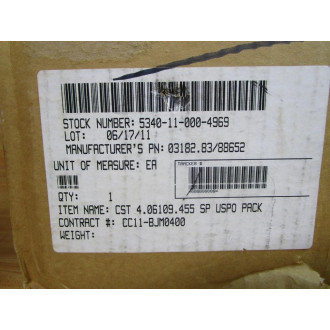 STOCK NUMBER: 5340-11-000-4969
LOT: 06/17/11
MANUFACTURER'S PN: 03182.83/88652
UNIT OF MEASURE: EA
TRACKER #
QTY: 1
ITEM NAME: CST 4.06109.455 SP USPO PACK
CONTRACT #: CC11-BJM0400
WEIGHT: